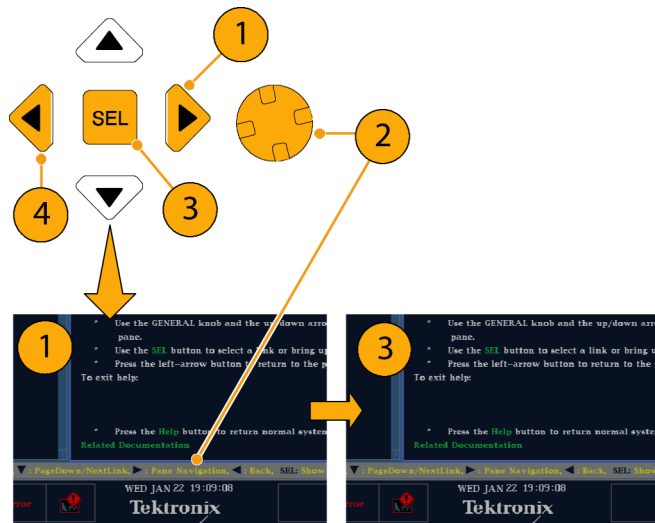 1
SEL
2
4
3
1
" Use the GENERAL knob and the up/down arro
pane.
" Use the SEL button to select a link or bring up
" Press the left-arrow button to return to the p
To exit help:
" Press the Help button to return normal system
Related Documentation
▼ : PageDown/NextLink, ► : Pane Navigation, ◄ : Back, SEL: Show
WED JAN 22 19:09:08
rror
Tektronix
3
" Use the GENERAL knob and the up/down arr
pane.
" Use the SEL button to select a link or bring u
" Press the left-arrow button to return to the
To exit help:
" Press the Help button to return normal syste
Related Documentation
▼ : PageDown/NextLink, ► : Pane Navigation, ◄ : Back, SEL: Sho
WED JAN 22 19:09:08
rror
Tektronix